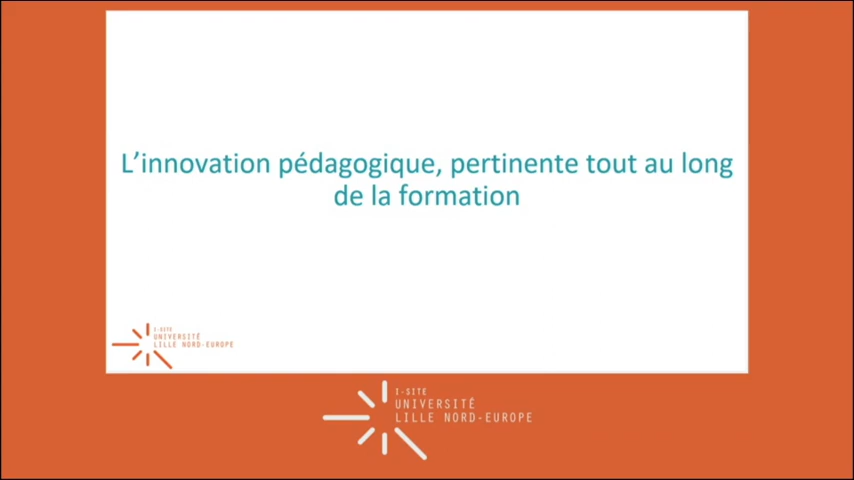 L’innovation pédagogique, pertinente tout au long
de la formation
I-SITE
UNIVERSITÉ
LILLE NORD-EUROPE
I-SITE
UNIVERSITÉ
LILLE NORD-EUROPE